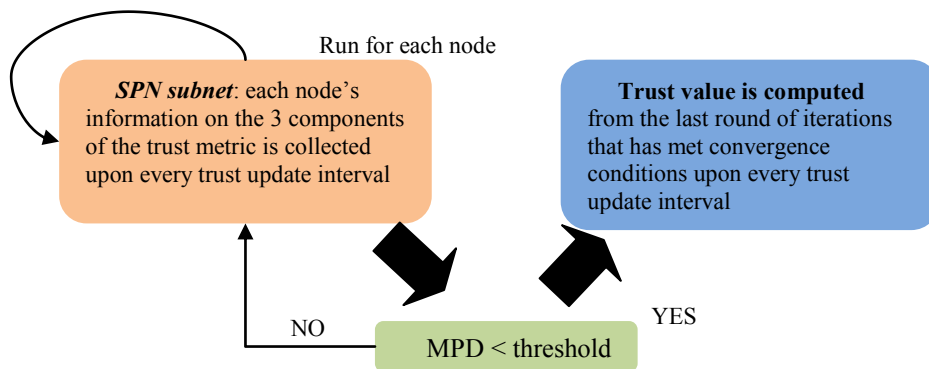 Run for each node
SPN subnet: each node's
information on the 3 components
of the trust metric is collected
upon every trust update interval
Trust value is computed
from the last round of iterations
that has met convergence
conditions upon every trust
update interval
NO
YES
MPD < threshold